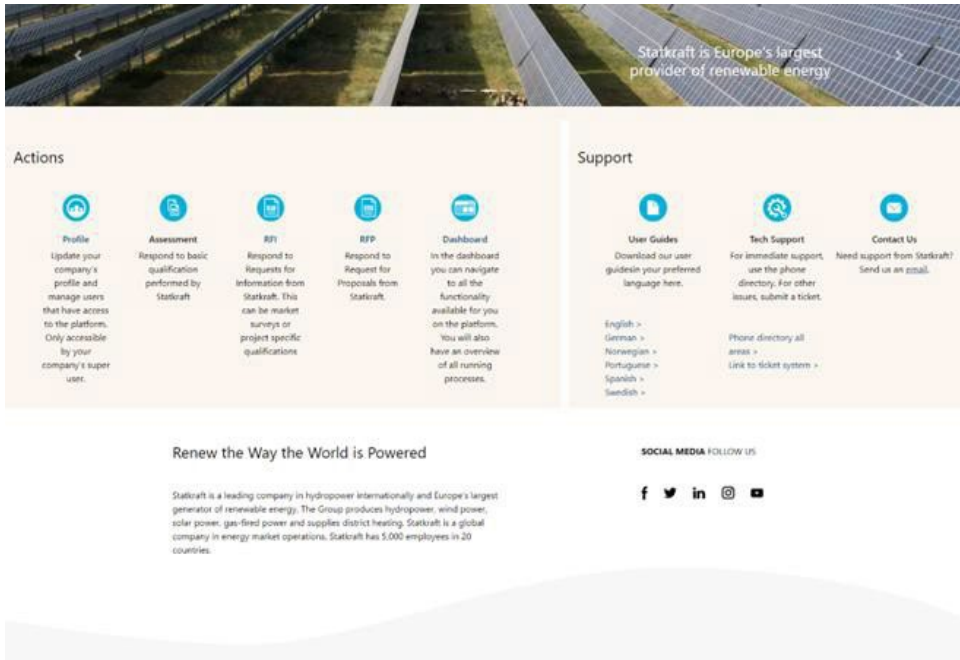 Statkraft is Europe's largest
provider of renewable energy
Actions
Profile
Update your
company's
profile and
manage users
that have access
to the platform.
Only accessible
by your
company's super
user.
Assessment
Respond to basic
qualification
performed by
Statkraft
RFI
Respond to
Requests for
Information from
Statkraft. This
can be market
surveys or
project specific
qualifications
RFP
Respond to
Request for
Proposals from
Statkraft.
Dashboard
In the dashboard
you can navigate
to all the
functionality
available for you
on the platform.
You will also
have an overview
of all running
processes.
Support
User Guides
Download our user
guidesin your preferred
language here.
English >
German >
Norwegian >
Portuguese >
Spanish >
Swedish >
Tech Support
For immediate support,
use the phone
directory. For other
issues, submit a ticket.
Phone directory all
areas >
Link to ticket system >
Contact Us
Need support from Statkraft?
Send us an email.
Renew the Way the World is Powered
Statkraft is a leading company in hydropower internationally and Europe's largest
generator of renewable energy. The Group produces hydropower, wind power,
solar power, gas-fired power and supplies district heating. Statkraft is a global
company in energy market operations. Statkraft has 5,000 employees in 20
countries.
SOCIAL MEDIA FOLLOW US